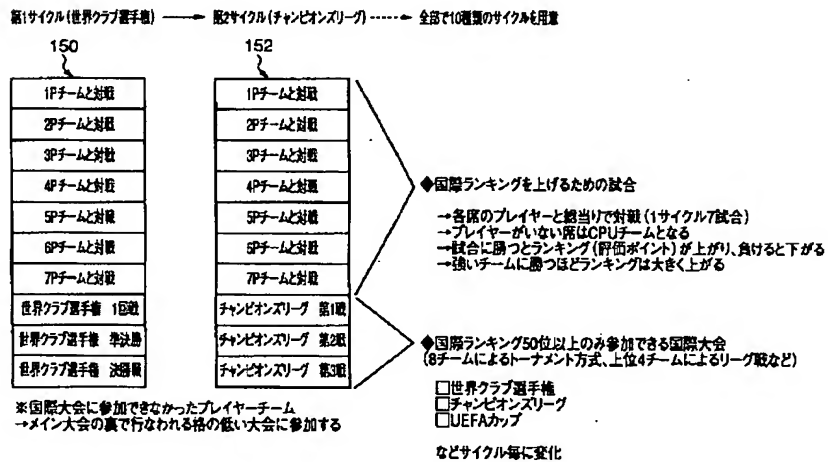 第1サイクル(世界クラブ選手権) → 第2サイクル(チャンピオンズリーグ) → 全部で10種類のサイクルを用意
150
152
1Pチームと対戦
2Pチームと対戦
3Pチームと対戦
4Pチームと対戦
5Pチームと対戦
6Pチームと対戦
7Pチームと対戦
世界クラブ選手権 1回戦
世界クラブ選手権 準決勝
世界クラブ選手権 決勝戦
※国際大会に参加できなかったプレイヤーチーム
→メイン大会の裏で行なわれる格の低い大会に参加する
1Pチームと対戦
2Pチームと対戦
3Pチームと対戦
4Pチームと対戦
5Pチームと対戦
6Pチームと対戦
7Pチームと対戦
チャンピオンズリーグ 第1戦
チャンピオンズリーグ 第2戦
チャンピオンズリーグ 第3戦
◆国際ランキングを上げるための試合
→各席のプレイヤーと総当りで対戦(1サイクル7試合)
→プレイヤーがいない席はCPUチームとなる
→試合に勝つとランキング(評価ポイント)が上がり、負けると下がる
→強いチームに勝つほどランキングは大きく上がる
◆国際ランキング50位以上のみ参加できる国際大会
(8チームによるトーナメント方式、上位4チームによるリーグ戦など)
□世界クラブ選手権
□チャンピオンズリーグ
□UEFAカップ
などサイクル毎に変化